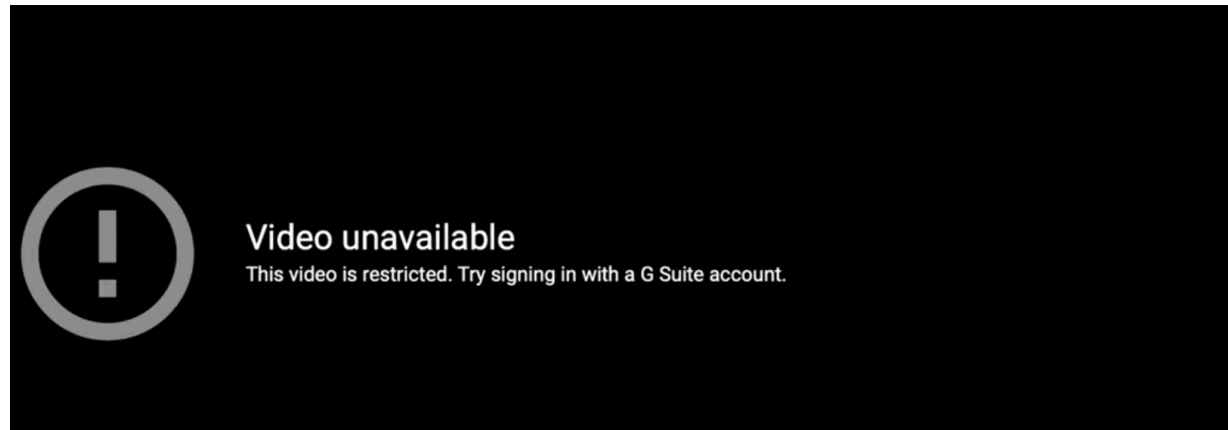 Video unavailable
This video is restricted. Try signing in with a G Suite account.